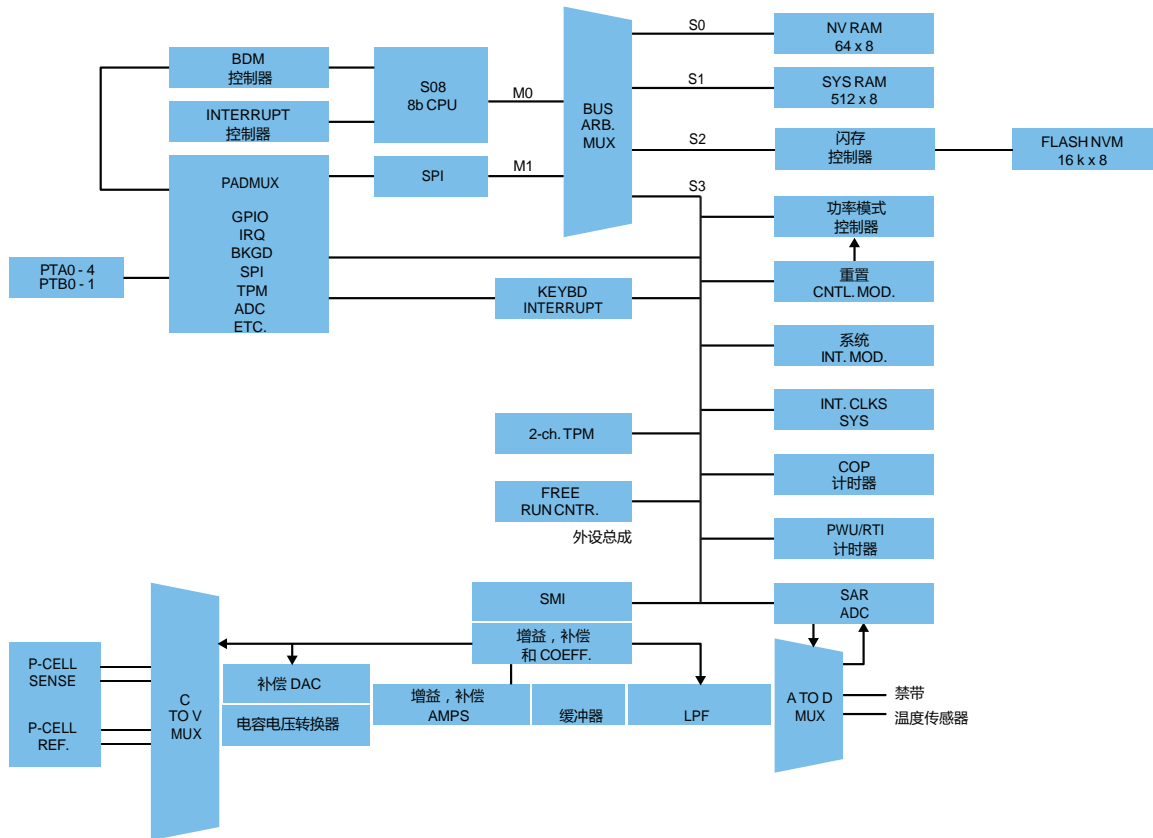 BDM
控制器
INTERRUPT
控制器
S08
8b CPU
SPI
M0
M1
BUS
ARB.
MUX
S0
S1
S2
S3
NV RAM
64 x 8
SYS RAM
512 x 8
闪存
控制器
FLASH NVM
16 k x 8
PADMUX
GPIO
IRQ
BKGD
SPI
TPM
ADC
ETC.
PTA0 - 4
PTB0 - 1
KEYBD
INTERRUPT
功率模式
控制器
重置
CNTL. MOD.
系统
INT. MOD.
INT. CLKS
SYS
COP
计时器
PWU/RTI
计时器
2-ch. TPM
FREE
RUN CNTR.
外设总成
SMI
增益，补偿
和 COEFF.
SAR
ADC
P-CELL
SENSE
P-CELL
REF.
C
TO V
MUX
补偿 DAC
电容电压转换器
增益，补偿
AMPS
缓冲器
LPF
A TO D
MUX
禁带
温度传感器